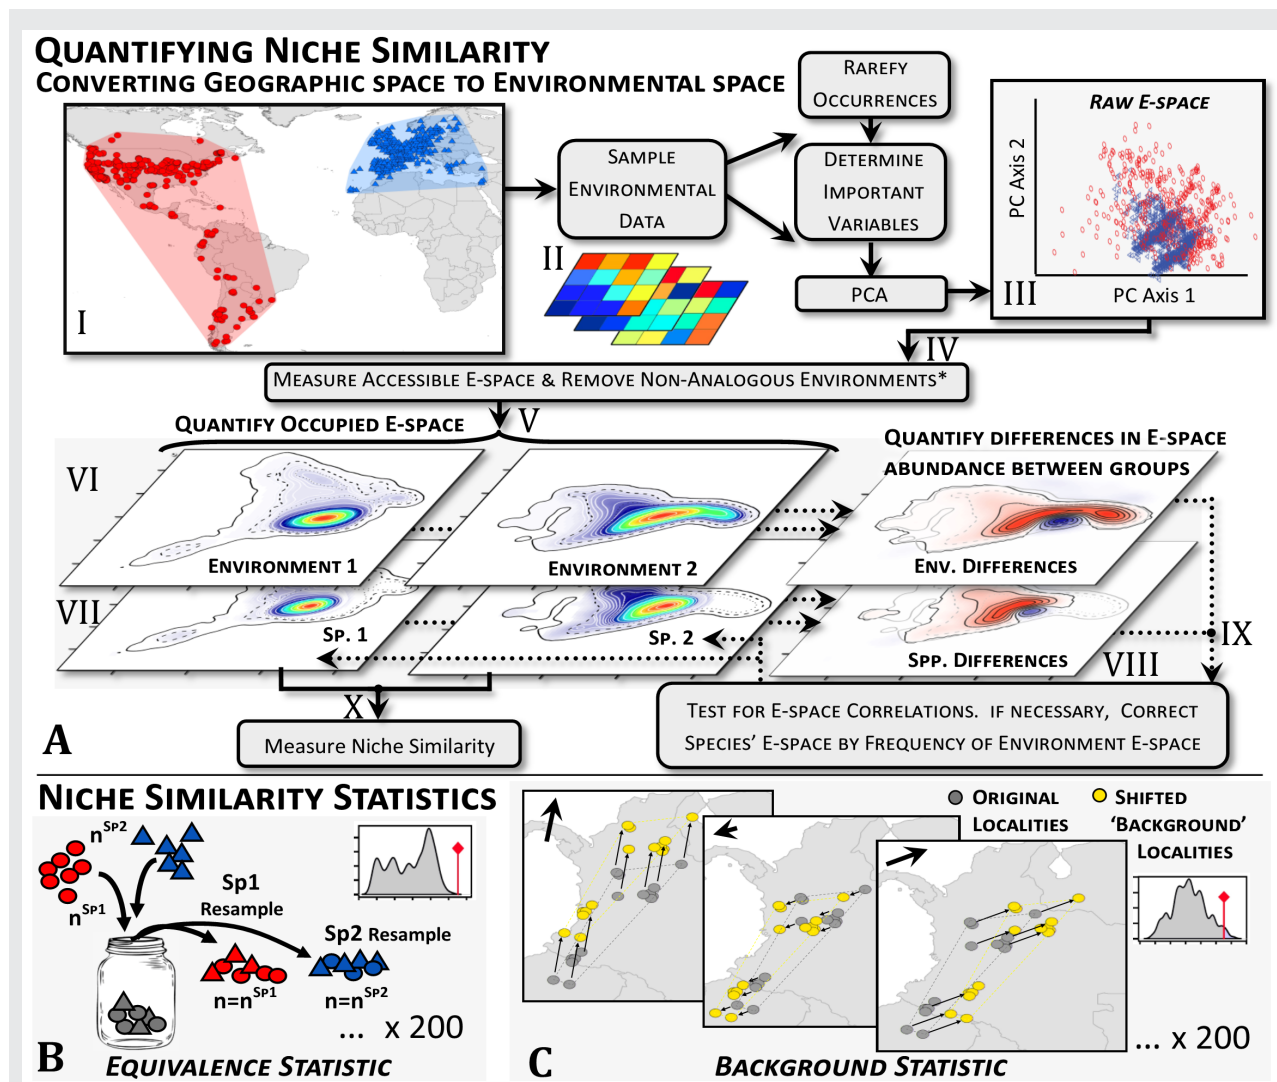 Quantifying Niche Similarity
Converting Geographic space to Environmental space
I
Sample
Environmental
Data
II
Rarefy
Occurrences
Determine
Important
Variables
PCA
Raw E-space
PC Axis 2
PC Axis 1
III
IV
Measure Accessible E-space & Remove Non-Analogous Environments*
Quantify Occupied E-space
V
Quantify differences in E-space
abundance between groups
VI
Environment 1
Environment 2
Env. Differences
VII
Sp. 1
Sp. 2
Spp. Differences
VIII
IX
X
Measure Niche Similarity
Test for E-space Correlations. if necessary, Correct
Species' E-space by Frequency of Environment E-space
A
Niche Similarity Statistics
nSp2
nSp1
Sp1
Resample
Sp2 Resample
n=nSp1
n=nSp2
... x 200
B
Equivalence Statistic
Original
Localities
Shifted
'Background'
Localities
... x 200
C
Background Statistic